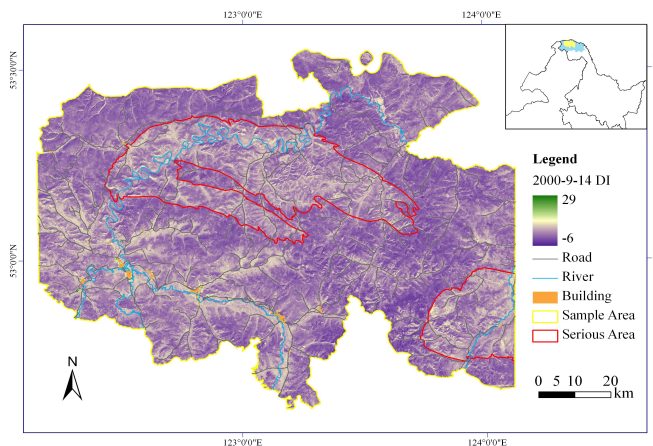 123°0'0"E 124°0'0"E
53°30'0"N
53°0'0"N
Legend
2000-9-14 DI
29
-6
Road
River
Building
Sample Area
Serious Area
N
0 5 10 20 km
123°0'0"E 124°0'0"E